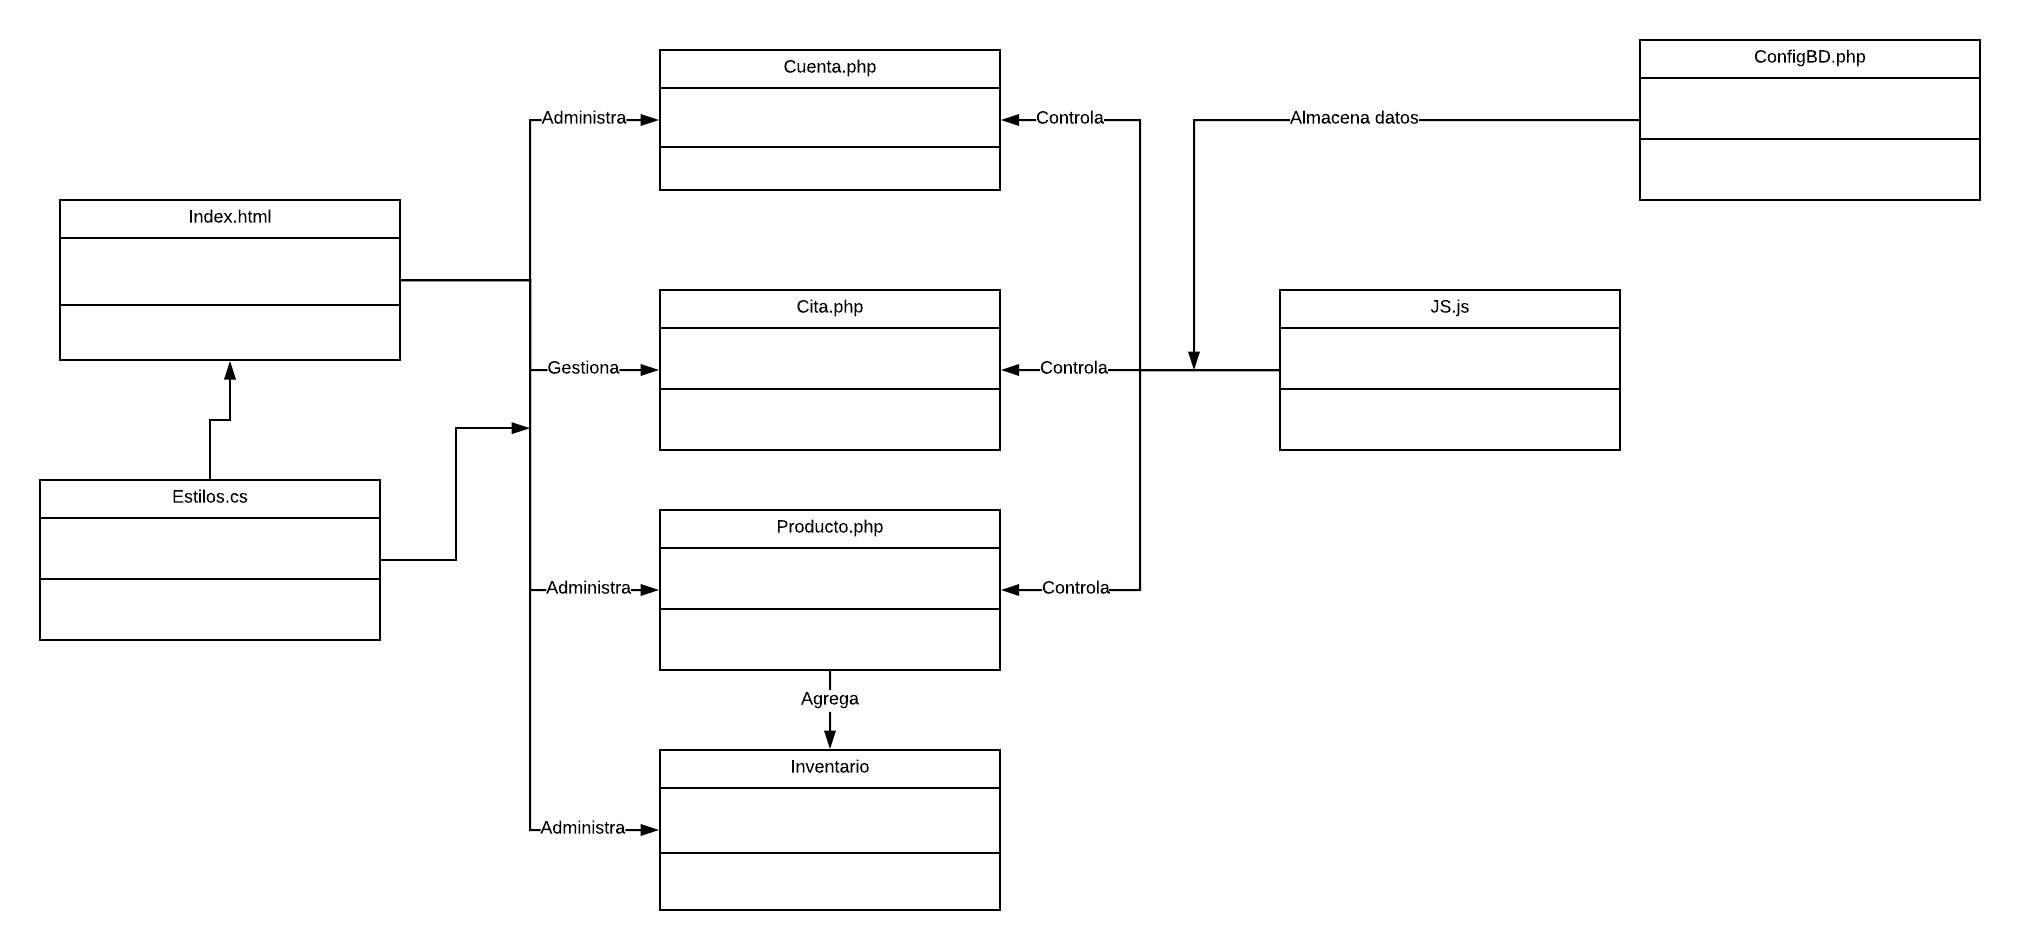 ConfigBD.php
Cuenta.php
Administra
Controla
Almacena datos
Index.html
Cita.php
JS.js
Gestiona
Controla
Estilos.cs
Producto.php
Administra
Controla
Agrega
Inventario
Administra